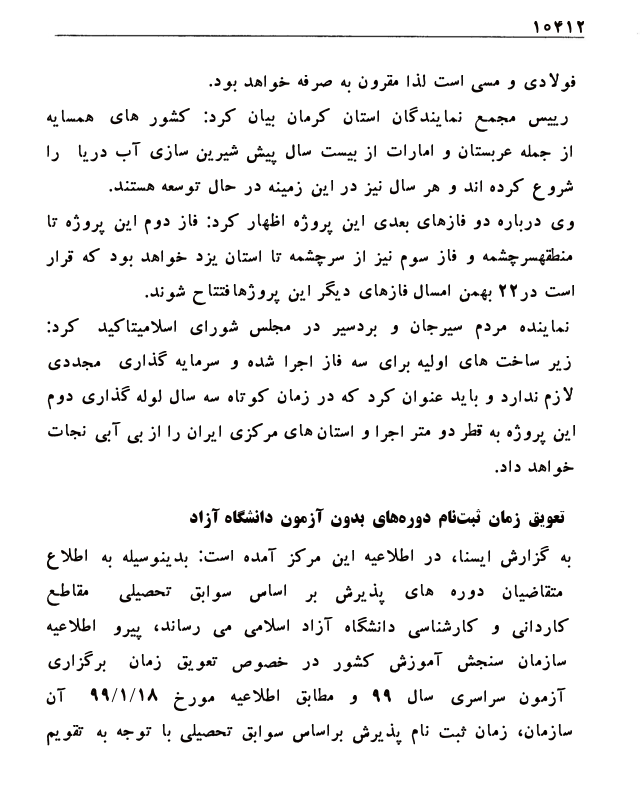 ۱۰۴۱۲
فولادی و مسی است لذا مقرون به صرفه خواهد بود.
رییس مجمع نمایندگان استان کرمان بیان کرد: کشور های همسایه
از جمله عربستان و امارات از بیست سال پیش شیرین سازی آب دریا را
شروع کرده اند و هر سال نیز در این زمینه در حال توسعه هستند.
وی درباره دو فازهای بعدی این پروژه اظهار کرد: فاز دوم این پروژه تا
منطقهسرچشمه و فاز سوم نیز از سرچشمه تا استان یزد خواهد بود که قرار
است در۲۲ بهمن امسال فازهای دیگر این پروژهافتتاح شوند.
نماینده مردم سیرجان و بردسیر در مجلس شورای اسلامیتاکید کرد:
زیر ساخت های اولیه برای سه فاز اجرا شده و سرمایه گذاری مجددی
لازم ندارد و باید عنوان کرد که در زمان کوتاه سه سال لوله گذاری دوم
این پروژه به قطر دو متر اجرا و استان های مرکزی ایران را از بی آبی نجات
خواهد داد.
تعویق زمان ثبت‌نام دوره‌های بدون آزمون دانشگاه آزاد
به گزارش ایسنا، در اطلاعیه این مرکز آمده است: بدینوسیله به اطلاع
متقاضیان دوره های پذیرش بر اساس سوابق تحصیلی مقاطع
کاردانی و کارشناسی دانشگاه آزاد اسلامی می رساند، پیرو اطلاعیه
سازمان سنجش آموزش کشور در خصوص تعویق زمان برگزاری
آزمون سراسری سال ۹۹ و مطابق اطلاعیه مورخ ۹۹/۱/۱۸ آن
سازمان، زمان ثبت نام پذیرش براساس سوابق تحصیلی با توجه به تقویم